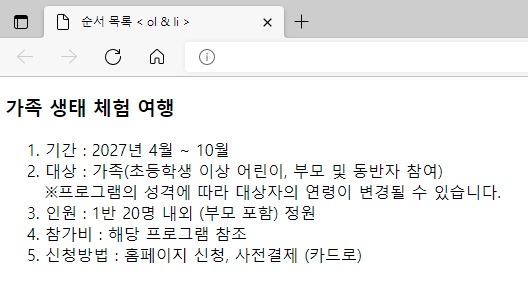 순서 목록 < ol & li >
가족 생태 체험 여행
1. 기간 : 2027년 4월 ~ 10월
2. 대상 : 가족(초등학생 이상 어린이, 부모 및 동반자 참여)
※프로그램의 성격에 따라 대상자의 연령이 변경될 수 있습니다.
3. 인원 : 1반 20명 내외 (부모 포함) 정원
4. 참가비 : 해당 프로그램 참조
5. 신청방법 : 홈페이지 신청, 사전결제 (카드로)